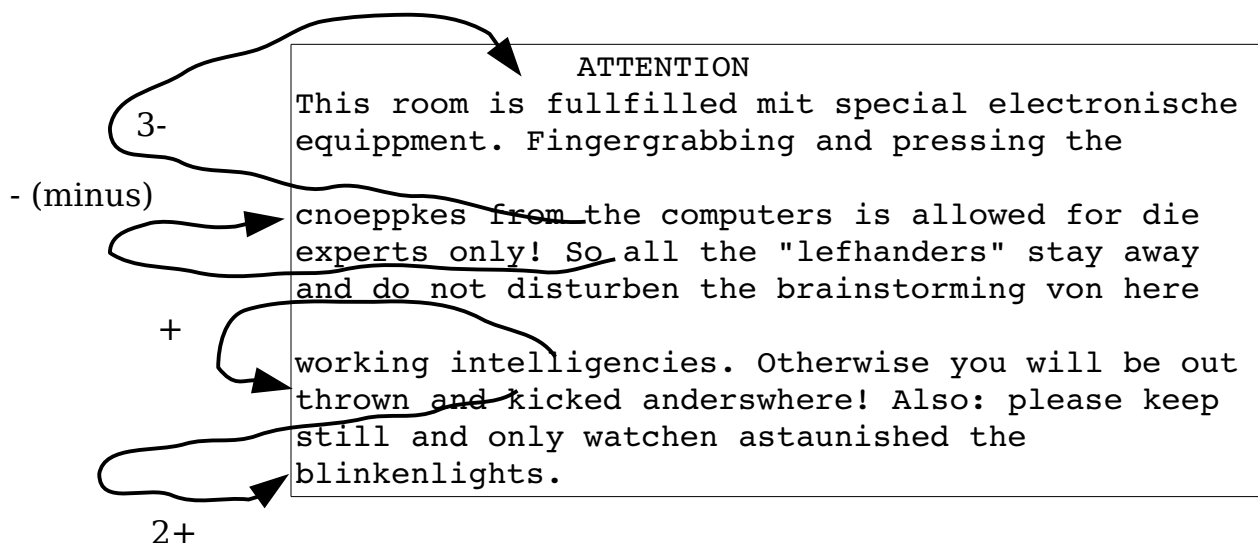 ATTENTION
This room is fullfilled mit special electronische
3-
equippment. Fingergrabbing and pressing the
- (minus)
cnoeppkes from the computers is allowed for die
experts only! So all the "lefhanders" stay away
and do not disturben the brainstorming von here
+
working intelligencies. Otherwise you will be out
thrown and kicked anderswhere! Also: please keep
still and only watchen astaunished the
blinkenlights.
2+